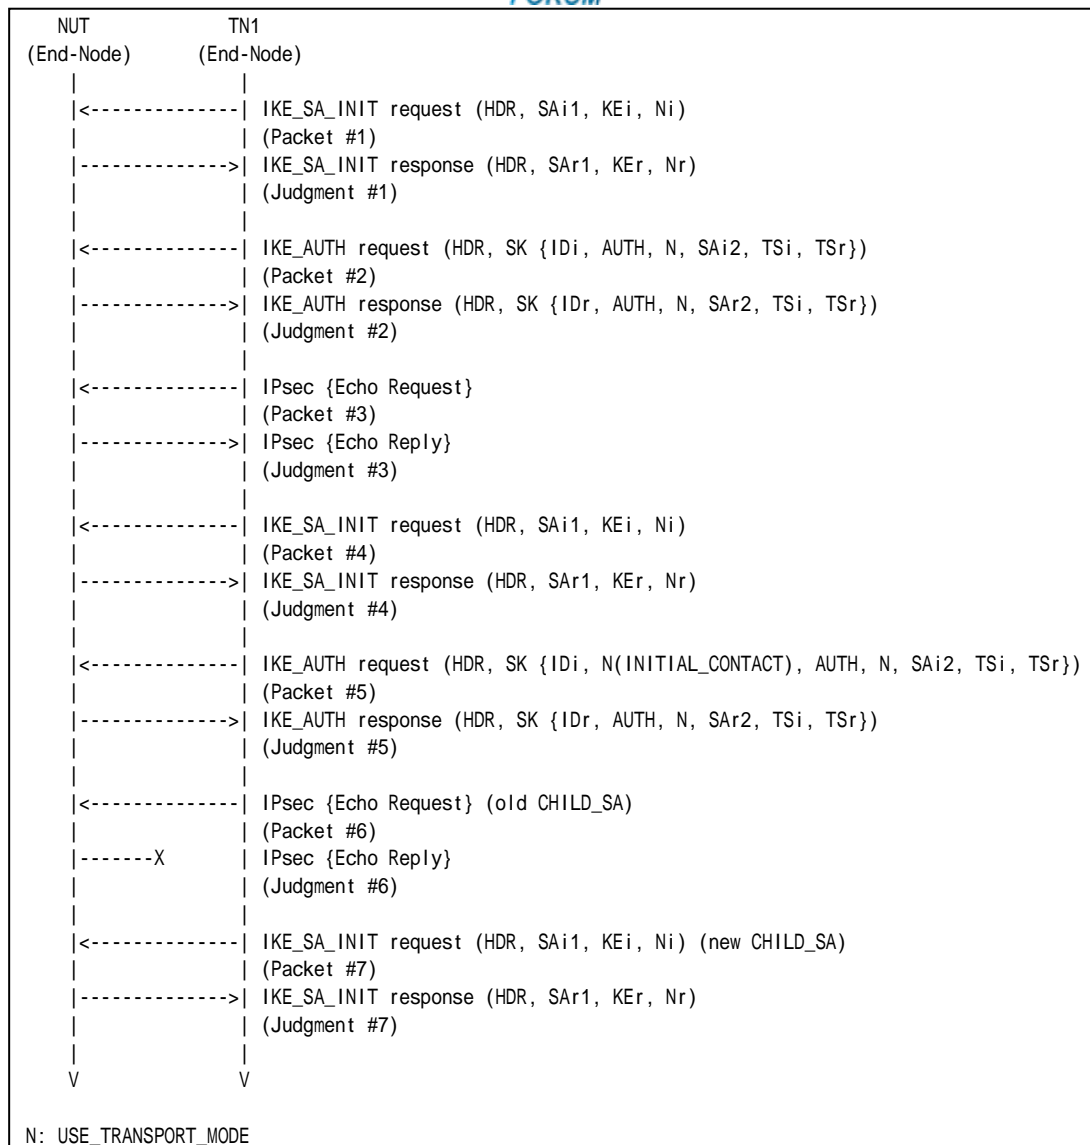 FORUM
NUT TN1
(End-Node) (End-Node)
| |
|<--------------| IKE_SA_INIT request (HDR, SAi1, KEi, Ni)
| | (Packet #1)
|-------------->| IKE_SA_INIT response (HDR, SAr1, KEr, Nr)
| | (Judgment #1)
| |
|<--------------| IKE_AUTH request (HDR, SK {IDi, AUTH, N, SAi2, TSi, TSr})
| | (Packet #2)
|-------------->| IKE_AUTH response (HDR, SK {IDr, AUTH, N, SAr2, TSi, TSr})
| | (Judgment #2)
| |
|<--------------| IPsec {Echo Request}
| | (Packet #3)
|-------------->| IPsec {Echo Reply}
| | (Judgment #3)
| |
|<--------------| IKE_SA_INIT request (HDR, SAi1, KEi, Ni)
| | (Packet #4)
|-------------->| IKE_SA_INIT response (HDR, SAr1, KEr, Nr)
| | (Judgment #4)
| |
|<--------------| IKE_AUTH request (HDR, SK {IDi, N(INITIAL_CONTACT), AUTH, N, SAi2, TSi, TSr})
| | (Packet #5)
|-------------->| IKE_AUTH response (HDR, SK {IDr, AUTH, N, SAr2, TSi, TSr})
| | (Judgment #5)
| |
|<--------------| IPsec {Echo Request} (old CHILD_SA)
| | (Packet #6)
|-------X | IPsec {Echo Reply}
| | (Judgment #6)
| |
|<--------------| IKE_SA_INIT request (HDR, SAi1, KEi, Ni) (new CHILD_SA)
| | (Packet #7)
|-------------->| IKE_SA_INIT response (HDR, SAr1, KEr, Nr)
| | (Judgment #7)
| |
V V
N: USE_TRANSPORT_MODE